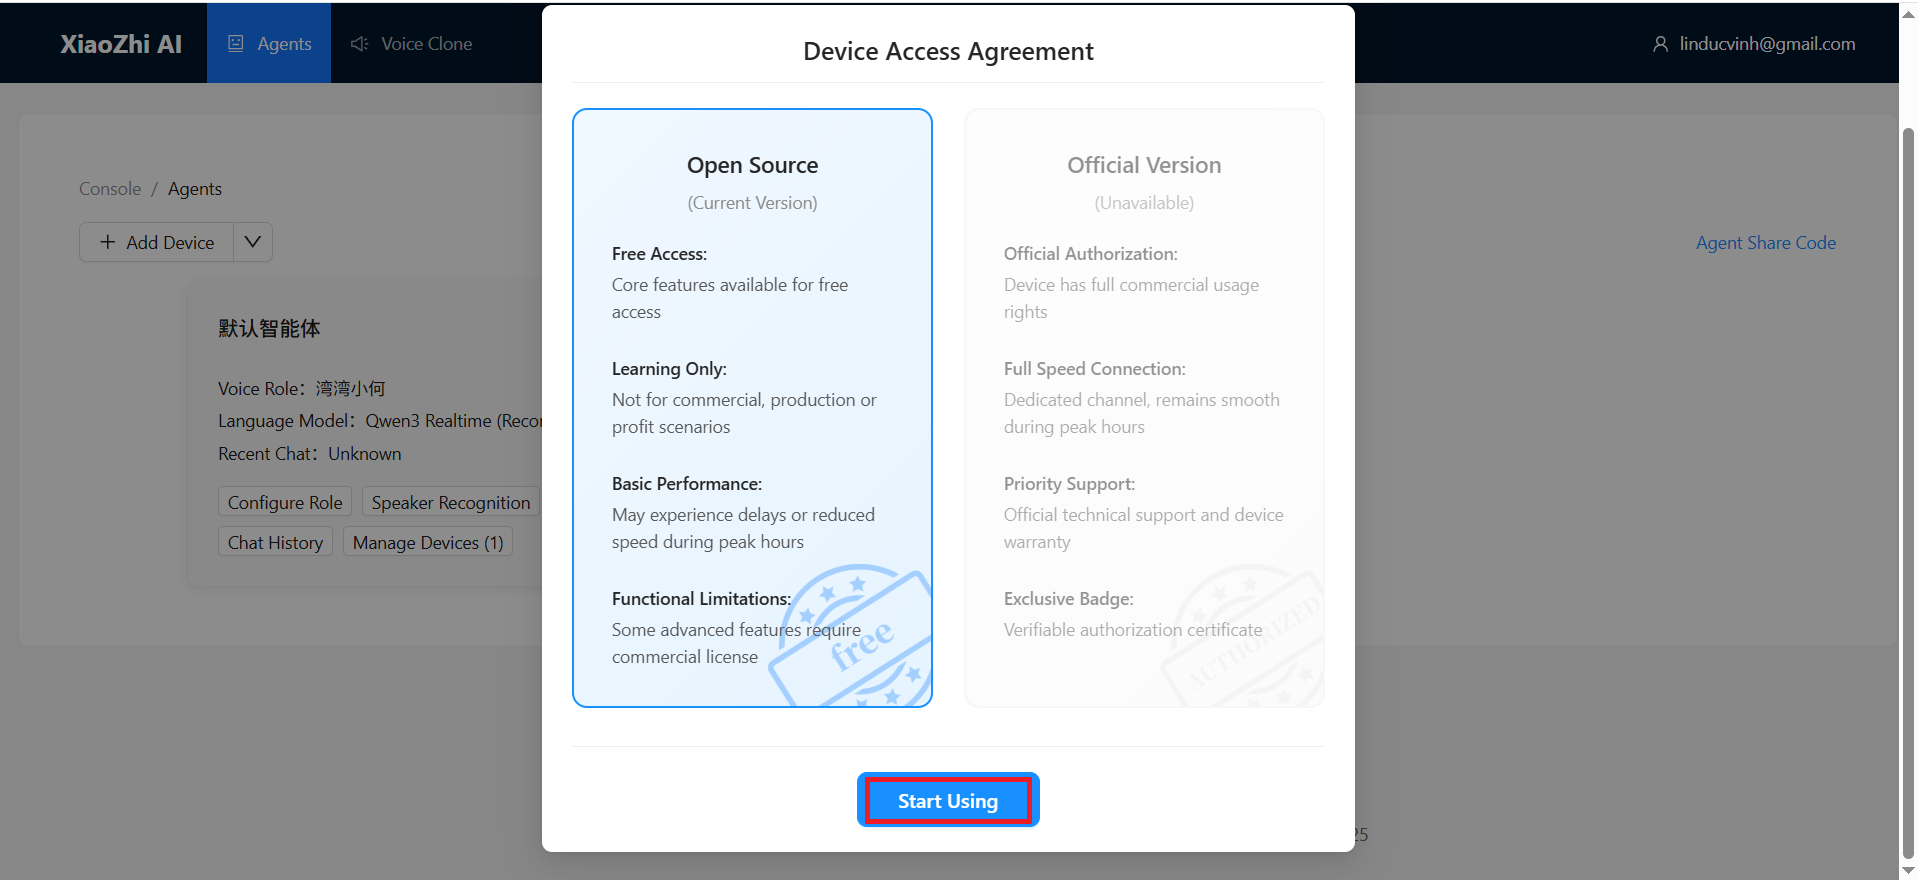 XiaoZhi AI
Agents
Voice Clone
linducvinh@gmail.com
Console / Agents
Add Device
Agent Share Code
默认智能体
Voice Role：湾湾小何
Language Model：Qwen3 Realtime (Recor
Recent Chat：Unknown
Configure Role
Speaker Recognition
Chat History
Manage Devices (1)
Device Access Agreement
Open Source
(Current Version)
Free Access:
Core features available for free
access
Learning Only:
Not for commercial, production or
profit scenarios
Basic Performance:
May experience delays or reduced
speed during peak hours
Functional Limitations:
Some advanced features require
commercial license
free
Official Version
(Unavailable)
Official Authorization:
Device has full commercial usage
rights
Full Speed Connection:
Dedicated channel, remains smooth
during peak hours
Priority Support:
Official technical support and device
warranty
Exclusive Badge:
Verifiable authorization certificate
AUTHORIZED
Start Using
25